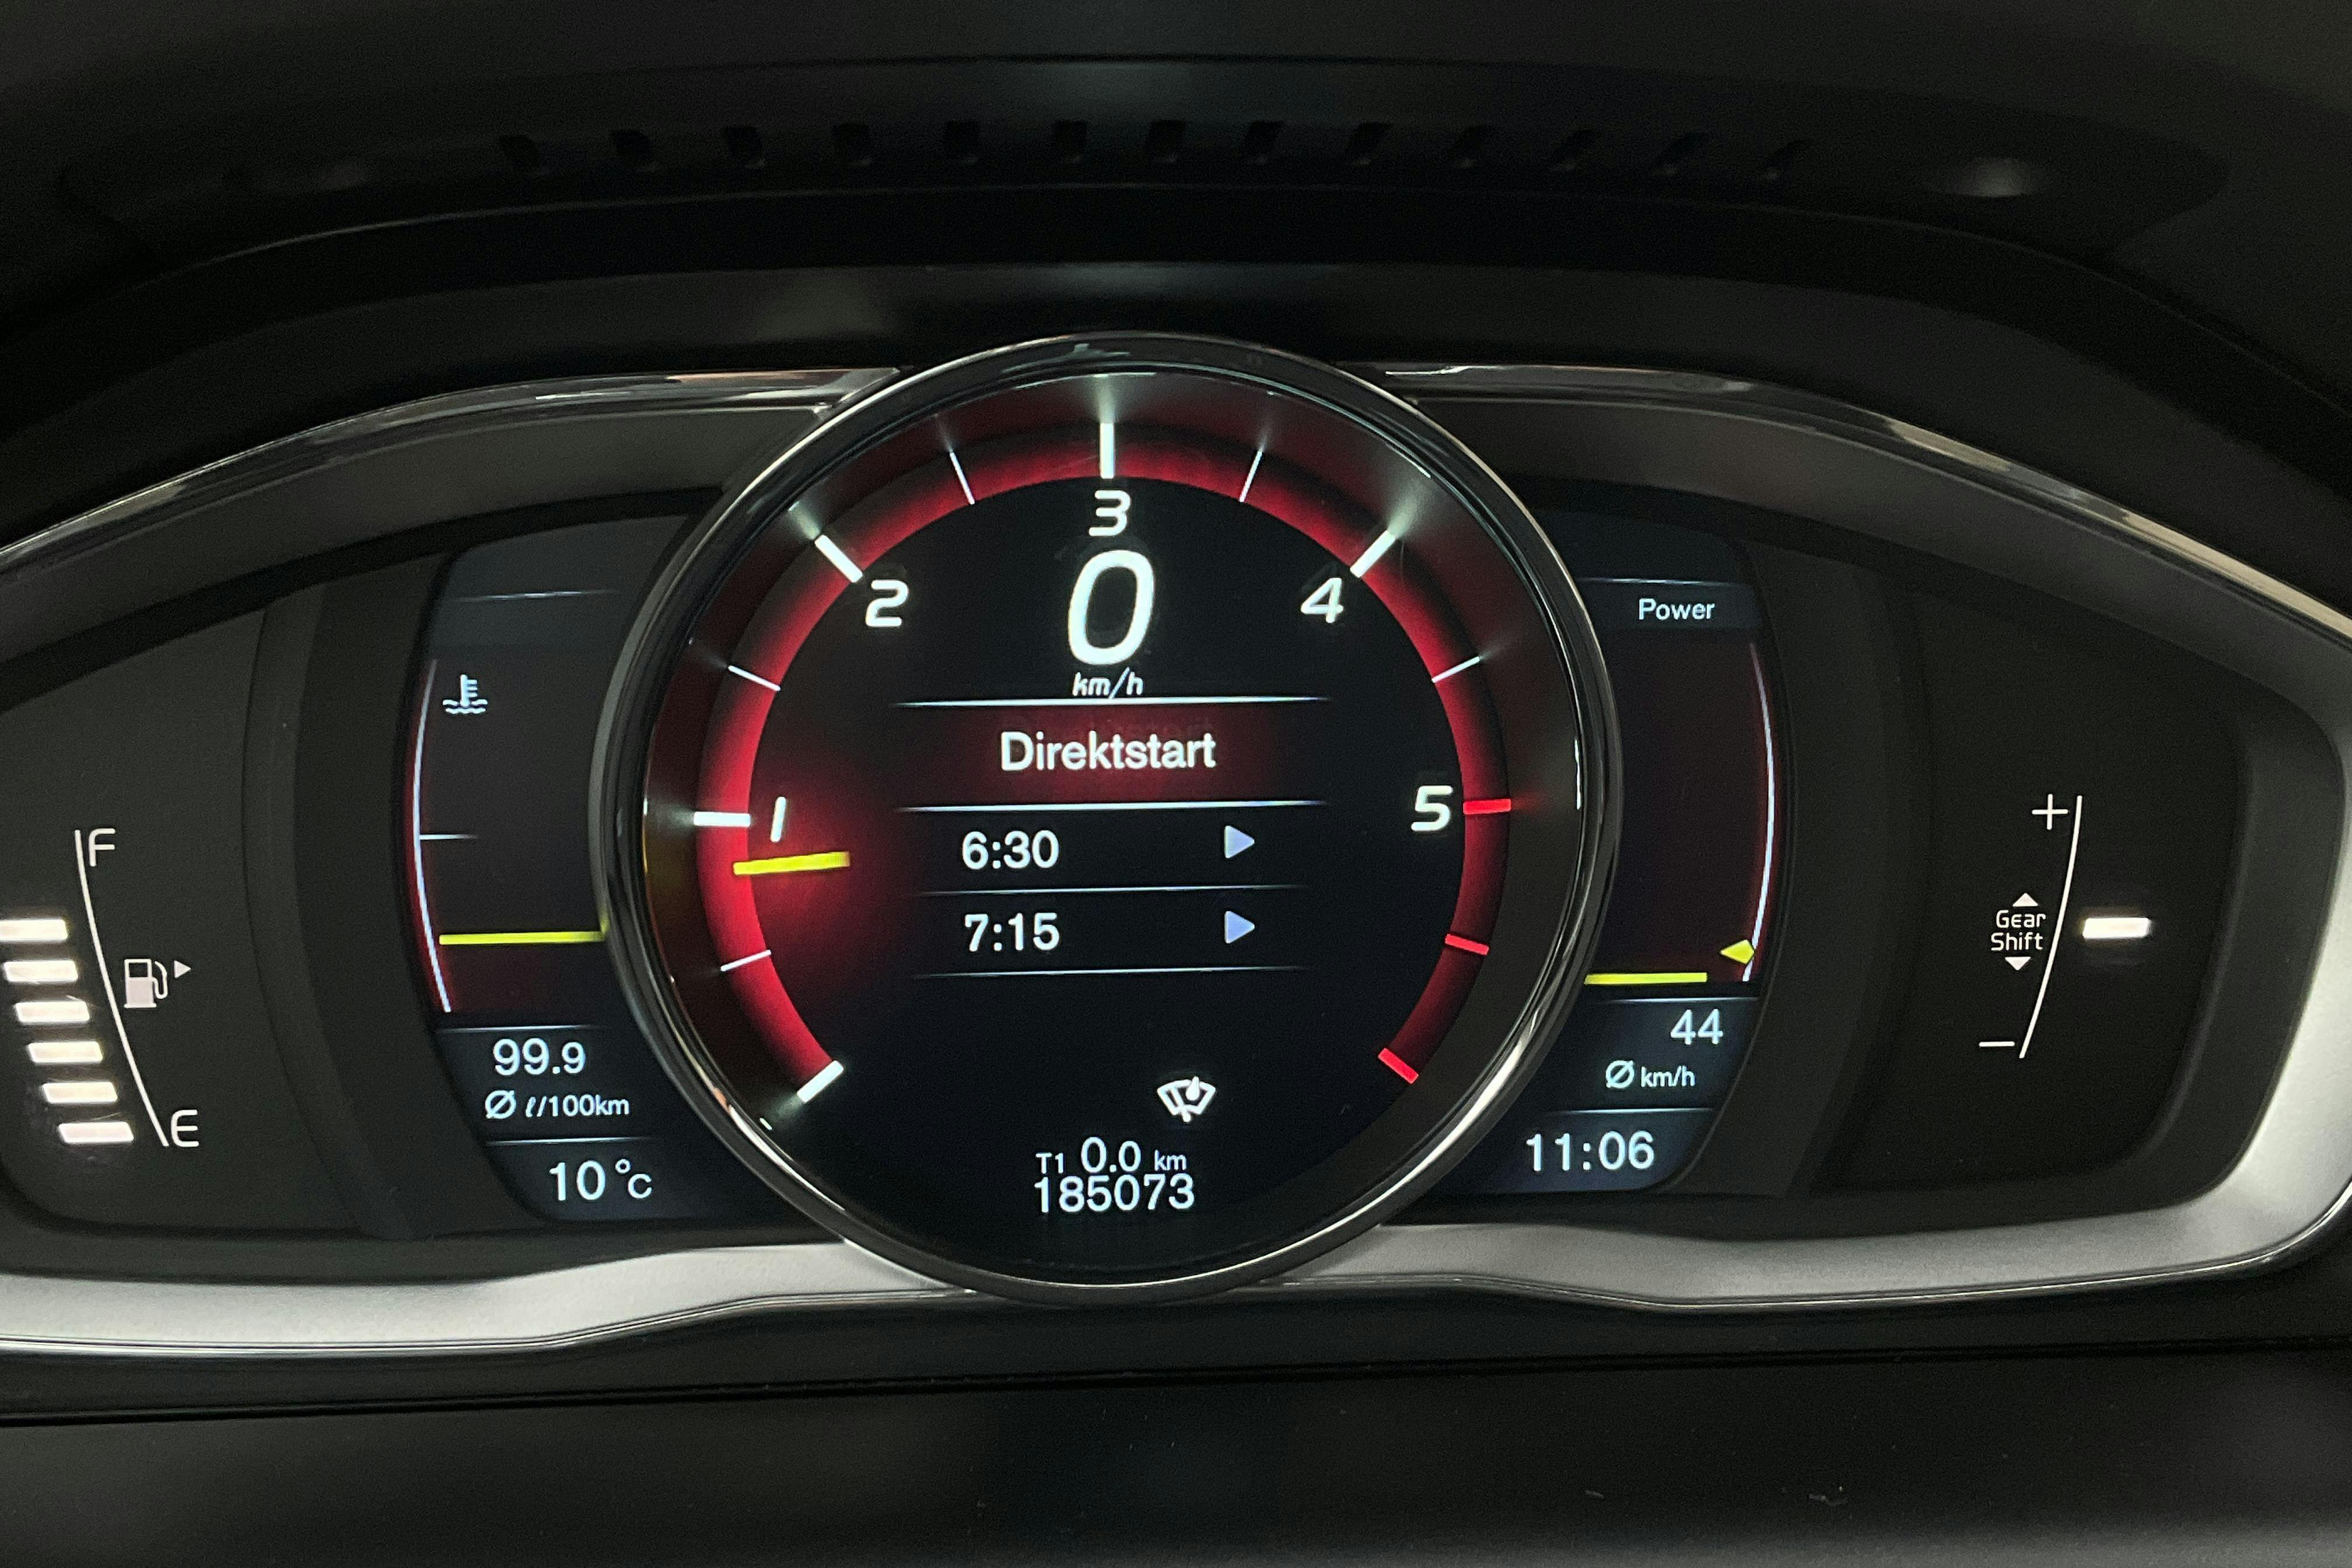 3
2
4
0
km/h
Power
Direktstart
1
5
6:30
7:15
F
E
+
Gear
Shift
−
99.9
Ø ℓ/100km
10°C
44
Ø km/h
11:06
T1 0.0 km
185073